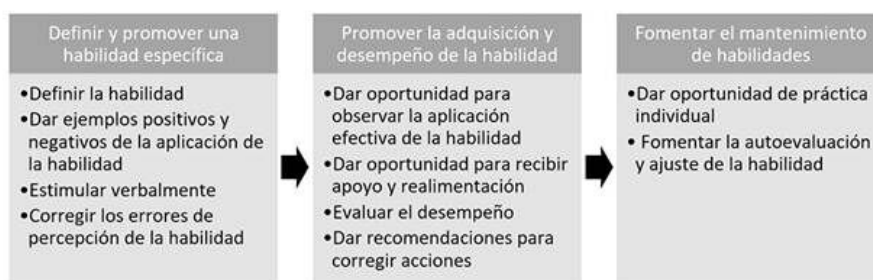 Definir y promover una
habilidad específica
•Definir la habilidad
•Dar ejemplos positivos y
negativos de la aplicación de
la habilidad
•Estimular verbalmente
•Corregir los errores de
percepción de la habilidad
Promover la adquisición y
desempeño de la habilidad
•Dar oportunidad para
observar la aplicación
efectiva de la habilidad
•Dar oportunidad para recibir
apoyo y realimentación
•Evaluar el desempeño
•Dar recomendaciones para
corregir acciones
Fomentar el mantenimiento
de habilidades
•Dar oportunidad de práctica
individual
• Fomentar la autoevaluación
y ajuste de la habilidad